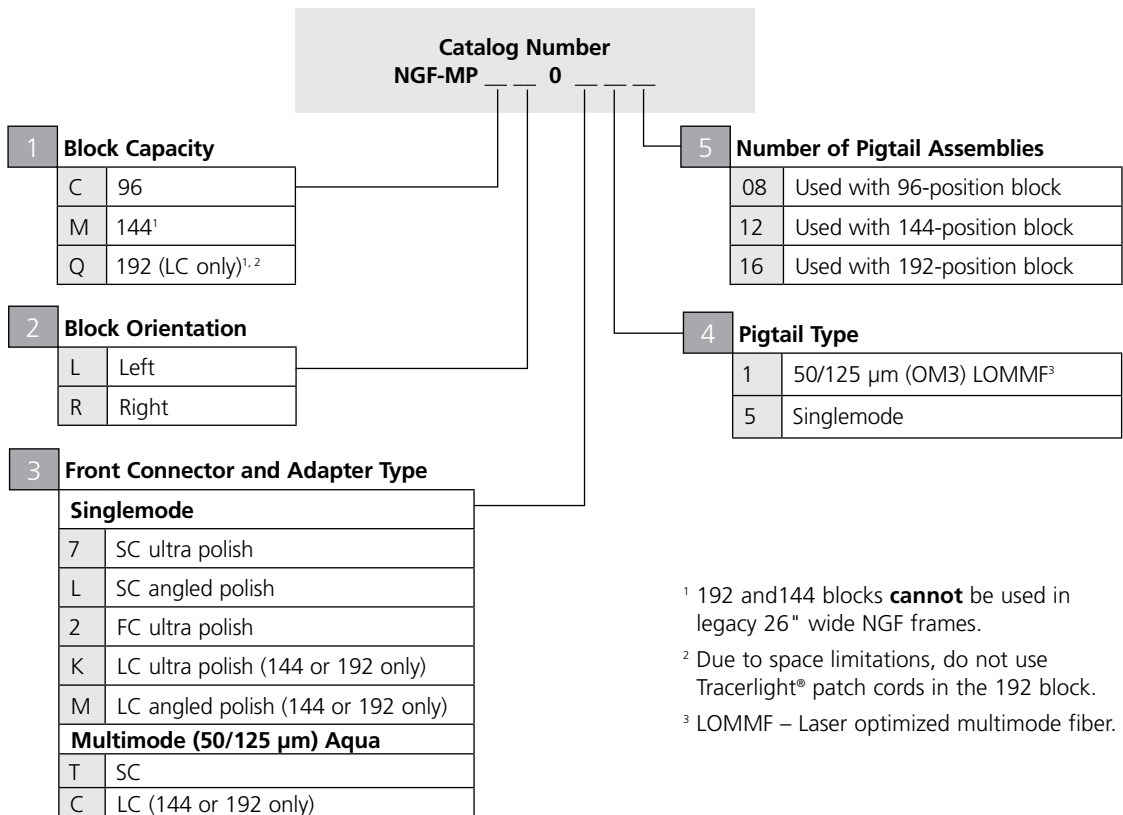 Catalog Number
NGF-MP __ __ 0 __ __ __
1 Block Capacity
C 96
M 144¹
Q 192 (LC only)¹, ²
2 Block Orientation
L Left
R Right
3 Front Connector and Adapter Type
Singlemode
7 SC ultra polish
L SC angled polish
2 FC ultra polish
K LC ultra polish (144 or 192 only)
M LC angled polish (144 or 192 only)
Multimode (50/125 µm) Aqua
T SC
C LC (144 or 192 only)
5 Number of Pigtail Assemblies
08 Used with 96-position block
12 Used with 144-position block
16 Used with 192-position block
4 Pigtail Type
1 50/125 µm (OM3) LOMMF³
5 Singlemode
¹ 192 and144 blocks cannot be used in
legacy 26" wide NGF frames.
² Due to space limitations, do not use
Tracerlight® patch cords in the 192 block.
³ LOMMF – Laser optimized multimode fiber.